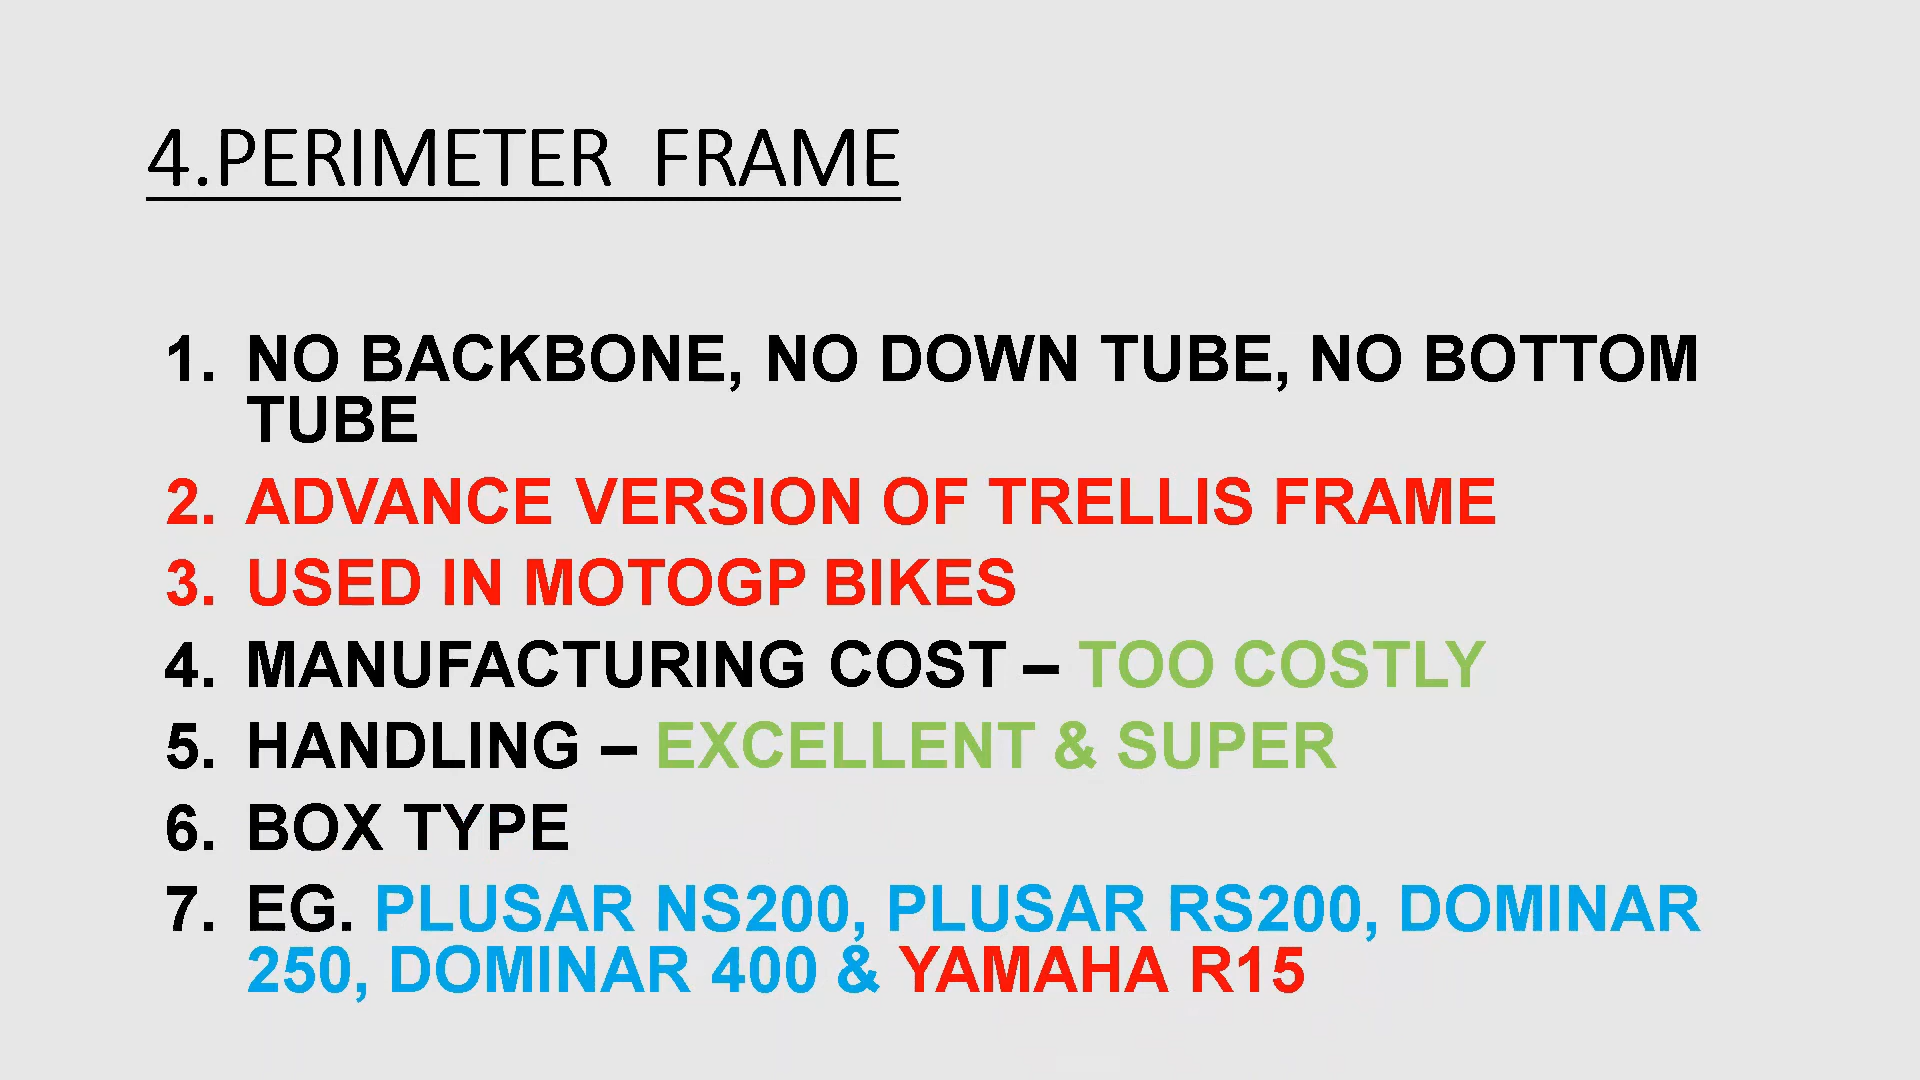 4.PERIMETER FRAME
1. NO BACKBONE, NO DOWN TUBE, NO BOTTOM
TUBE
2. ADVANCE VERSION OF TRELLIS FRAME
3. USED IN MOTOGP BIKES
4. MANUFACTURING COST – TOO COSTLY
5. HANDLING – EXCELLENT & SUPER
6. BOX TYPE
7. EG. PLUSAR NS200, PLUSAR RS200, DOMINAR
250, DOMINAR 400 & YAMAHA R15